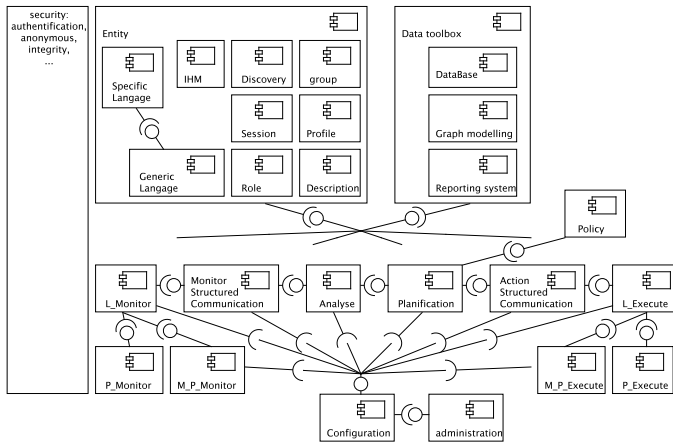 security:
authentification,
anonymous,
integrity,
...
Entity
Data toolbox
Specific
Langage
IHM
Discovery
group
DataBase
Session
Profile
Graph modelling
Generic
Langage
Role
Description
Reporting system
Policy
L_Monitor
Monitor
Structured
Communication
Analyse
Planification
Action
Structured
Communication
L_Execute
P_Monitor
M_P_Monitor
M_P_Execute
P_Execute
Configuration
administration